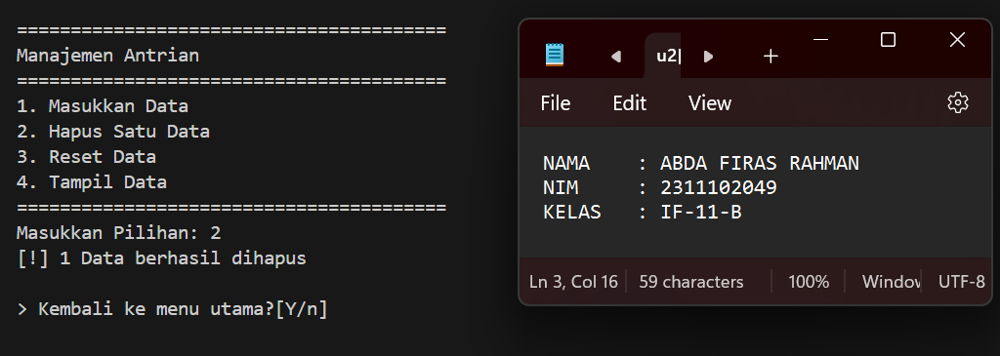 ========================================
Manajemen Antrian
========================================
1. Masukkan Data
2. Hapus Satu Data
3. Reset Data
4. Tampil Data
========================================
Masukkan Pilihan: 2
[!] 1 Data berhasil dihapus
> Kembali ke menu utama?[Y/n]
u2
File Edit View
NAMA : ABDA FIRAS RAHMAN
NIM : 2311102049
KELAS : IF-11-B
Ln 3, Col 16 59 characters 100% Window UTF-8